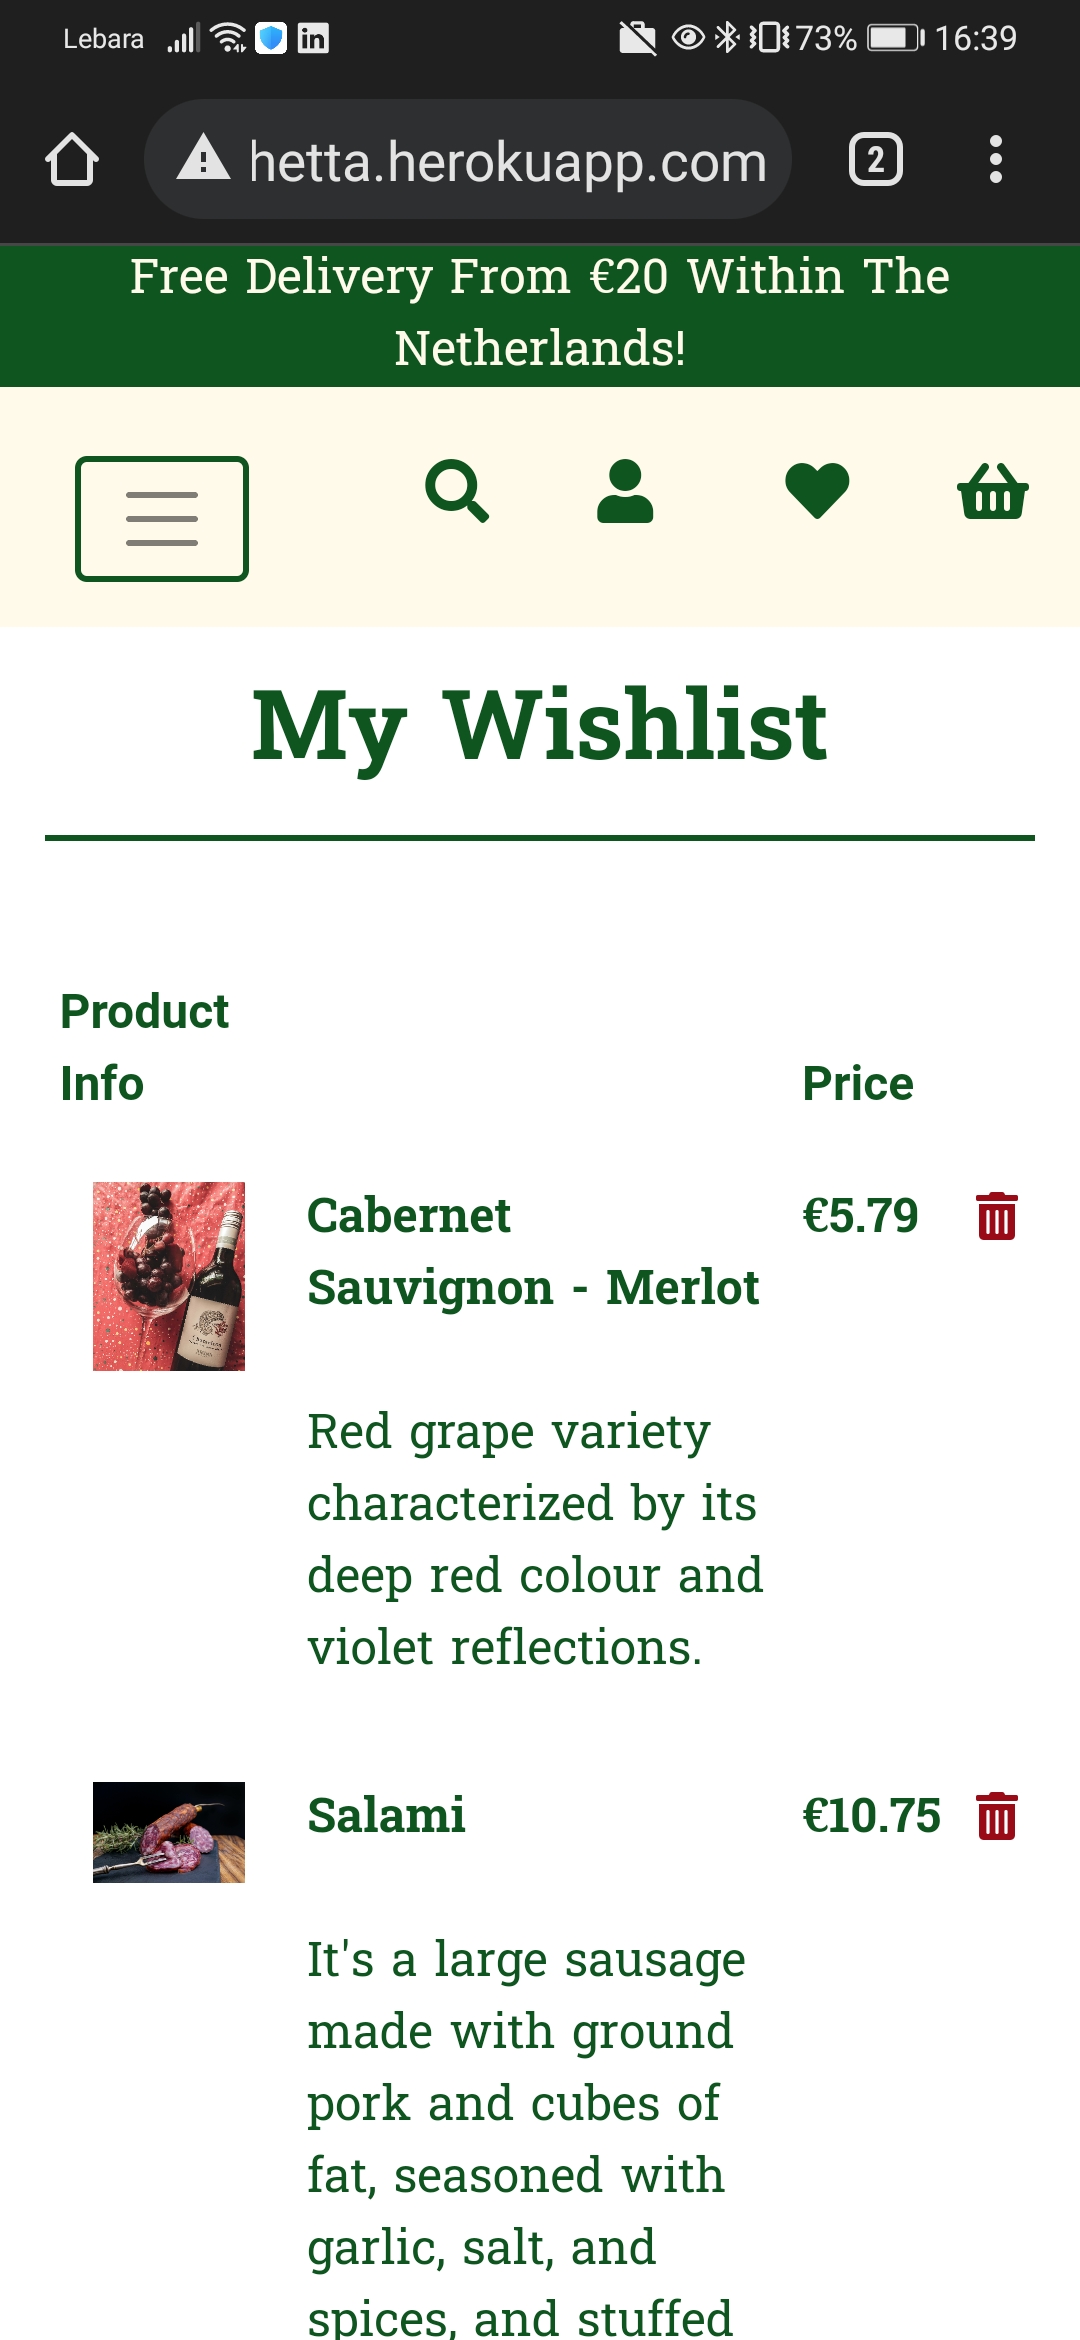 Lebara 73% 16:39
hetta.herokuapp.com 2
Free Delivery From €20 Within The
Netherlands!
My Wishlist
Product
Info Price
Cabernet €5.79
Sauvignon - Merlot
Red grape variety
characterized by its
deep red colour and
violet reflections.
Salami €10.75
It's a large sausage
made with ground
pork and cubes of
fat, seasoned with
garlic, salt, and
spices, and stuffed